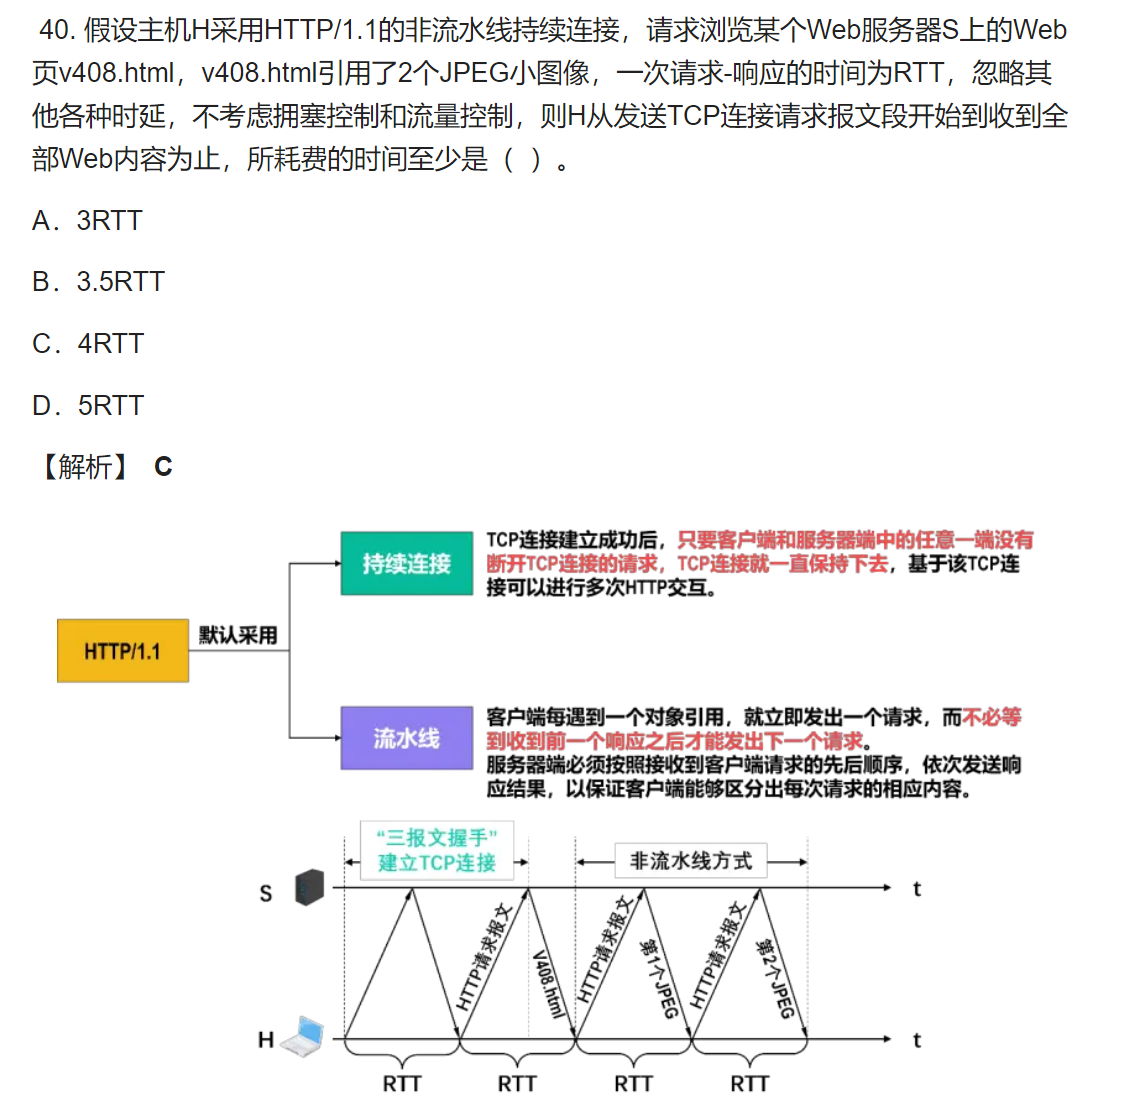 40. 假设主机H采用HTTP/1.1的非流水线持续连接，请求浏览某个Web服务器S上的Web
页v408.html，v408.html引用了2个JPEG小图像，一次请求-响应的时间为RTT，忽略其
他各种时延，不考虑拥塞控制和流量控制，则H从发送TCP连接请求报文段开始到收到全
部Web内容为止，所耗费的时间至少是（ ）。
A．3RTT
B．3.5RTT
C．4RTT
D．5RTT
【解析】 C
持续连接
TCP连接建立成功后，只要客户端和服务器端中的任意一端没有
断开TCP连接的请求，TCP连接就一直保持下去，基于该TCP连
接可以进行多次HTTP交互。
HTTP/1.1
默认采用
流水线
客户端每遇到一个对象引用，就立即发出一个请求，而不必等
到收到前一个响应之后才能发出下一个请求。
服务器端必须按照接收到客户端请求的先后顺序，依次发送响
应结果，以保证客户端能够区分出每次请求的相应内容。
“三报文握手”
建立TCP连接
非流水线方式
S
t
HTTP请求报文
V408.html
HTTP请求报文
第1个JPEG
HTTP请求报文
第2个JPEG
H
t
RTT
RTT
RTT
RTT